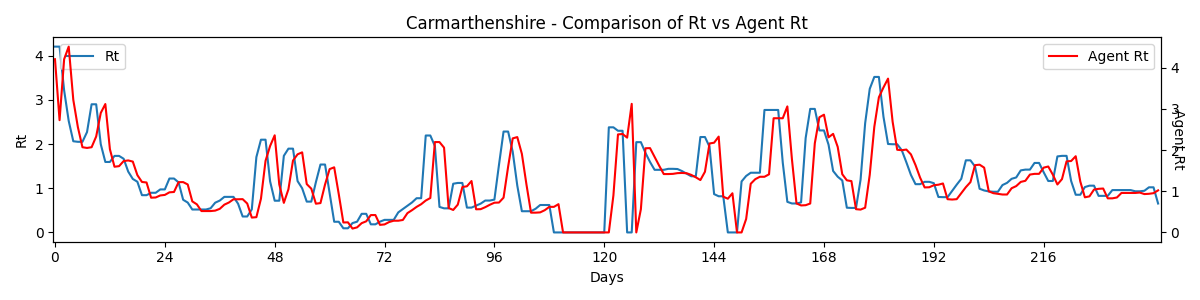 Carmarthenshire - Comparison of Rt vs Agent Rt
Rt
Agent Rt
4
3
2
1
0
Rt
4
3
2
1
0
Agent Rt
0 24 48 72 96 120 144 168 192 216
Days